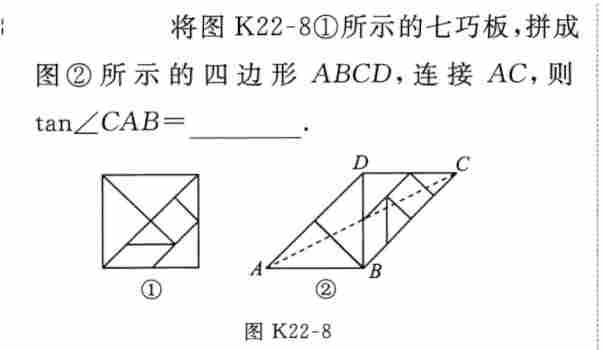 将图 K22-8①所示的七巧板,拼成
图②所示的四边形 ABCD,连接 AC,则
tan∠CAB=________.
D C
A B
① ②
图 K22-8